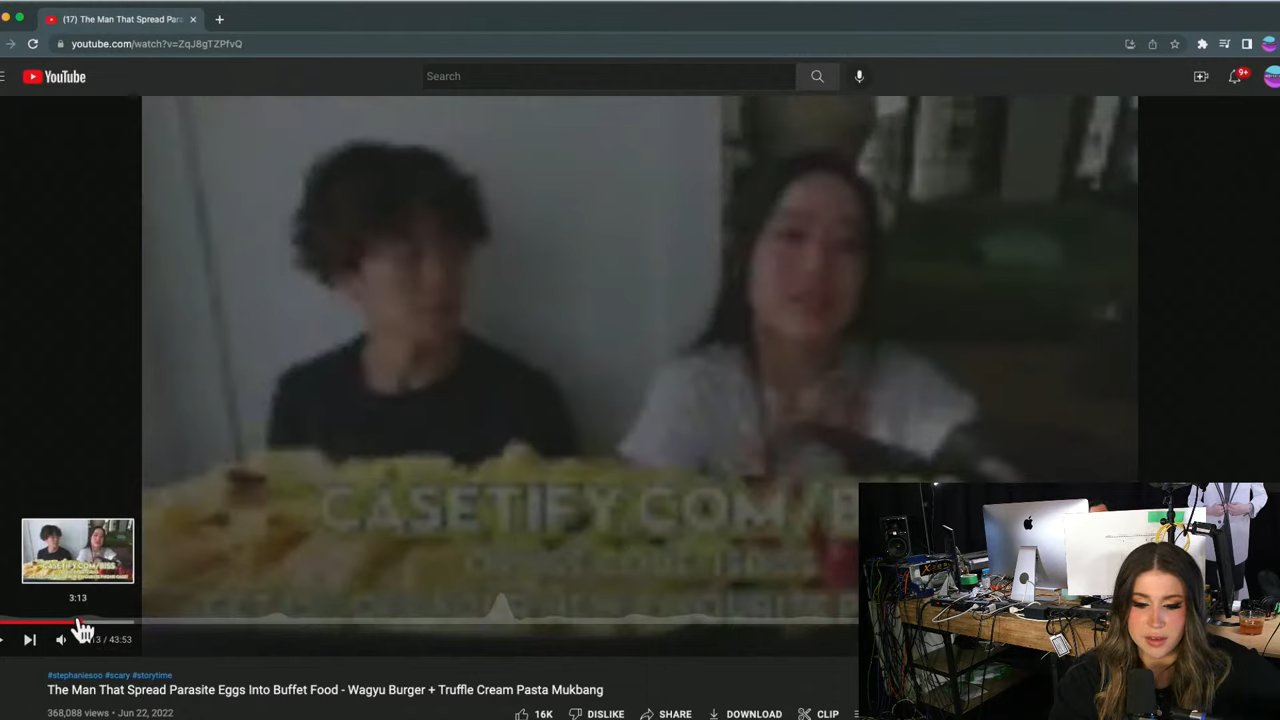 (17) The Man That Spread Para
youtube.com/watch?v=ZqJ8gTZPfvQ
YouTube
Search
9+
CASETIFY.COM/BISS
3:13
/ 43:53
#stephaniesoo #scary #storytime
The Man That Spread Parasite Eggs Into Buffet Food - Wagyu Burger + Truffle Cream Pasta Mukbang
368,088 views • Jun 22, 2022
16K
DISLIKE
SHARE
DOWNLOAD
CLIP